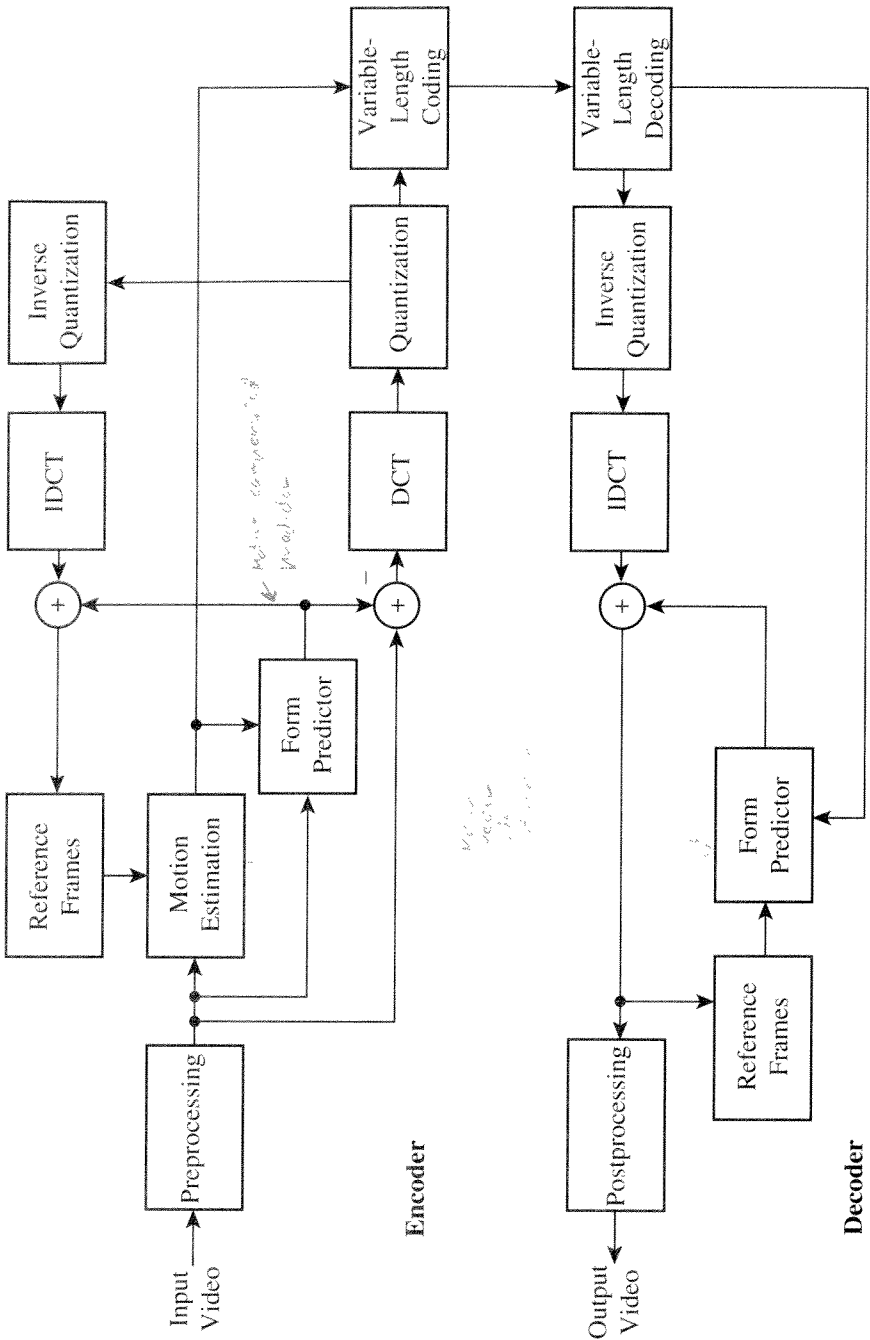 Input
Video
Preprocessing
Reference
Frames
Motion
Estimation
Form
Predictor
+
+
−
IDCT
DCT
Inverse
Quantization
Quantization
Variable-
Length
Coding
Encoder
Variable-
Length
Decoding
Inverse
Quantization
IDCT
+
Form
Predictor
Reference
Frames
Postprocessing
Output
Video
Decoder